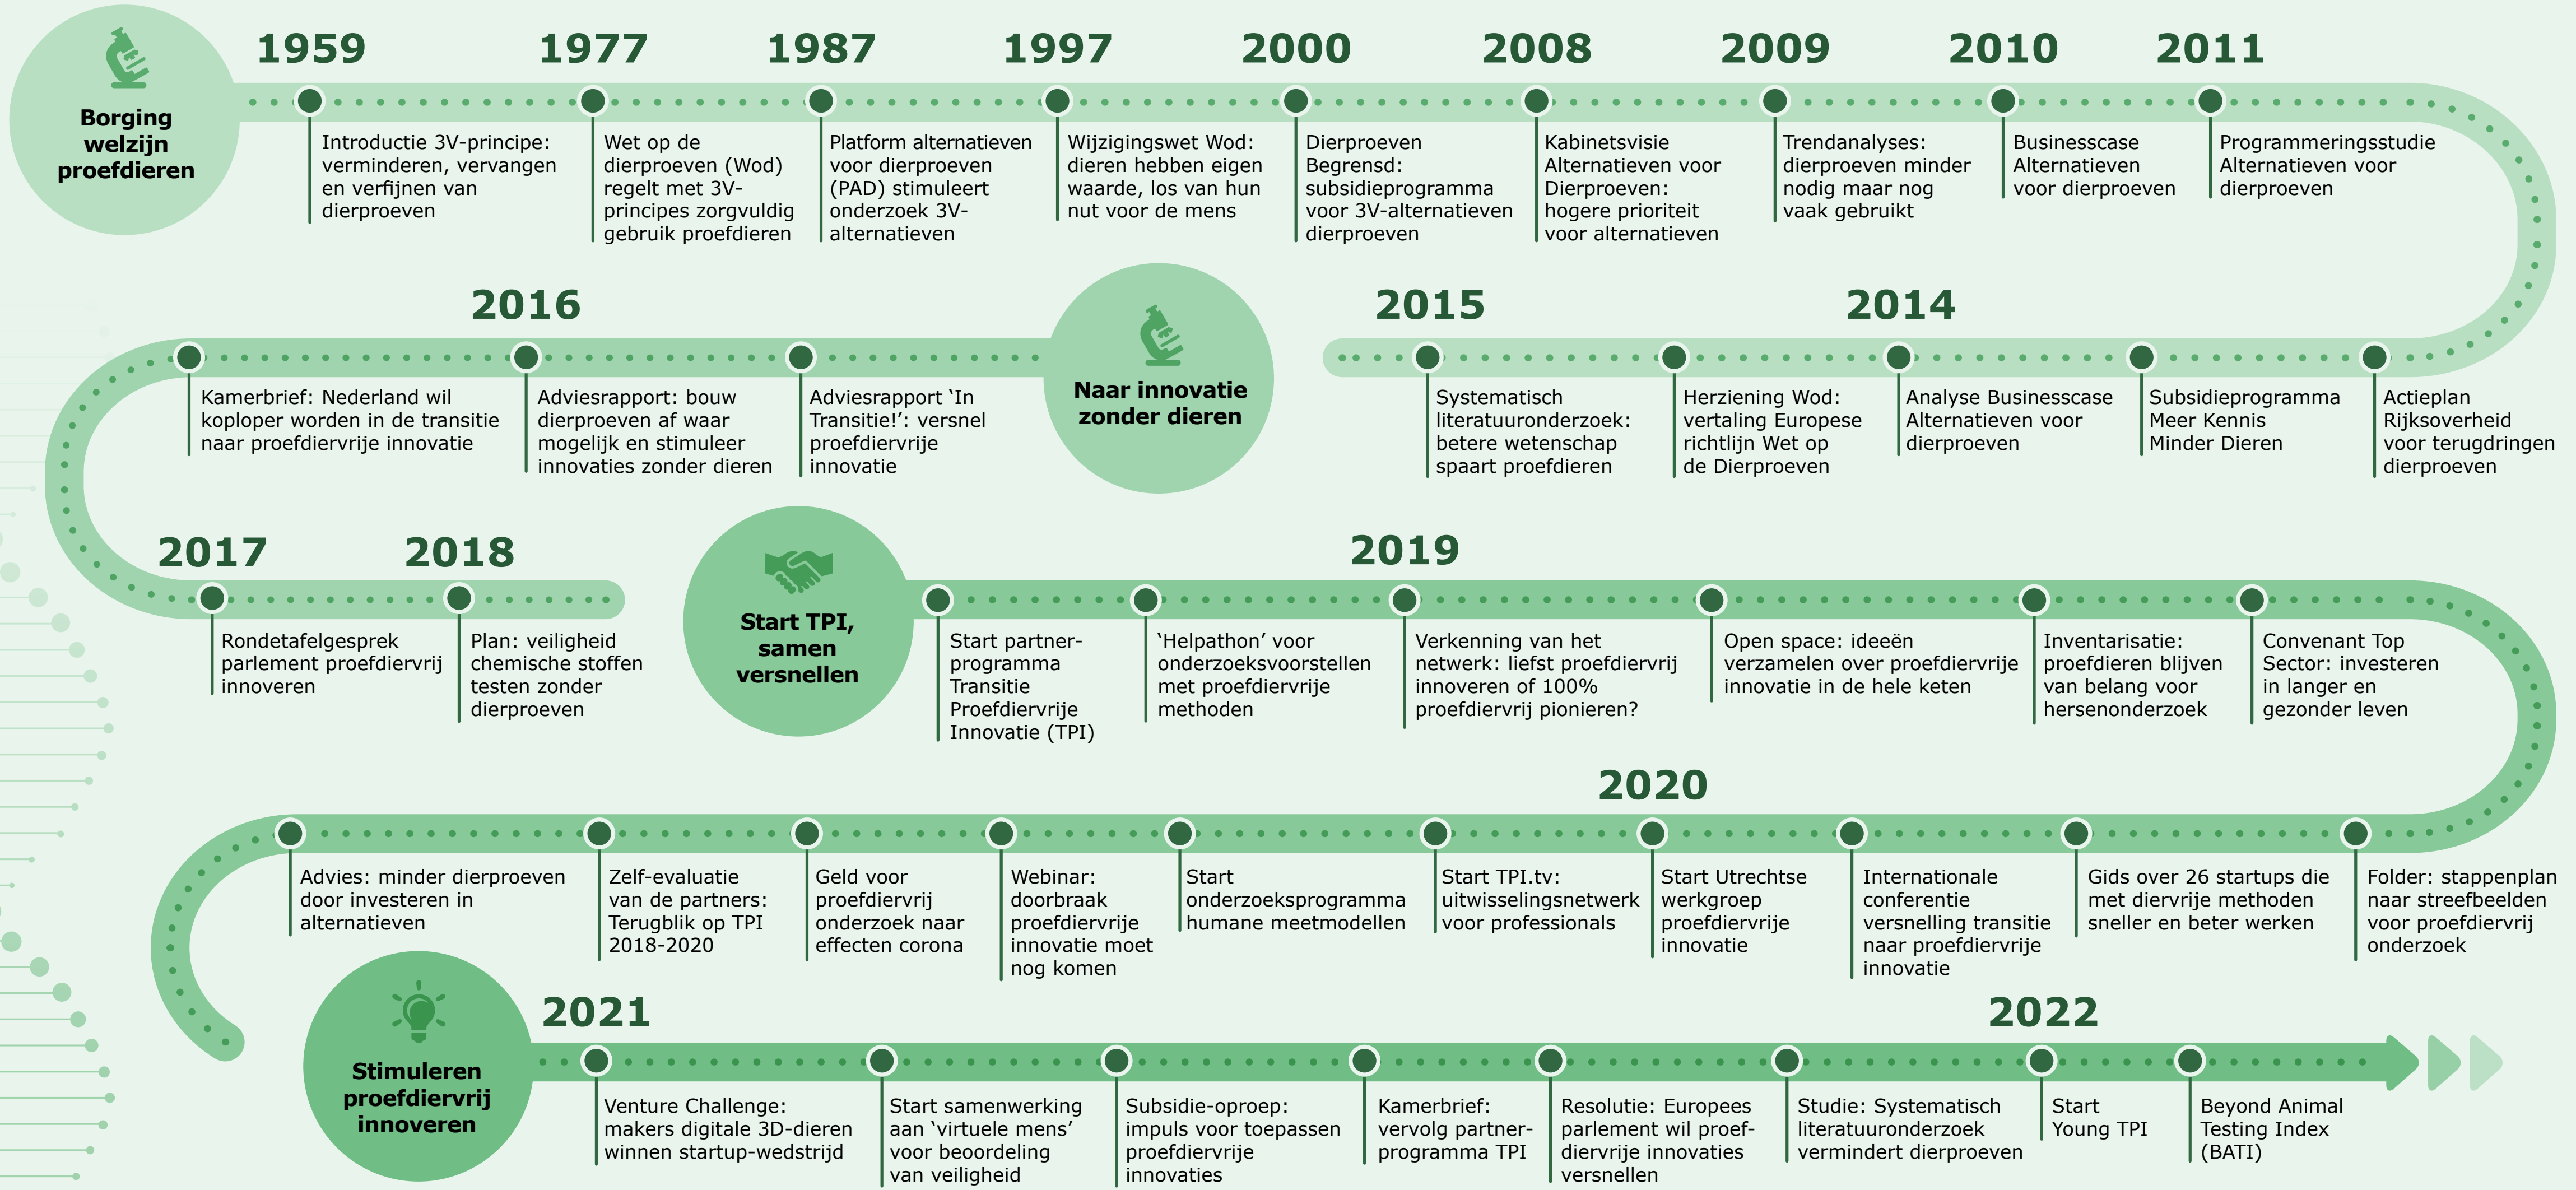 Borging
welzijn
proefdieren
1959
Introductie 3V-principe:
verminderen, vervangen
en verfijnen van
dierproeven
1977
Wet op de
dierproeven (Wod)
regelt met 3V-
principes zorgvuldig
gebruik proefdieren
1987
Platform alternatieven
voor dierproeven
(PAD) stimuleert
onderzoek 3V-
alternatieven
1997
Wijzigingswet Wod:
dieren hebben eigen
waarde, los van hun
nut voor de mens
2000
Dierproeven
Begrensd:
subsidieprogramma
voor 3V-alternatieven
dierproeven
2008
Kabinetsvisie
Alternatieven voor
Dierproeven:
hogere prioriteit
voor alternatieven
2009
Trendanalyses:
dierproeven minder
nodig maar nog
vaak gebruikt
2010
Businesscase
Alternatieven
voor dierproeven
2011
Programmeringsstudie
Alternatieven voor
dierproeven
2014
Actieplan
Rijksoverheid
voor terugdringen
dierproeven
Subsidieprogramma
Meer Kennis
Minder Dieren
Analyse Businesscase
Alternatieven voor
dierproeven
Herziening Wod:
vertaling Europese
richtlijn Wet op
de Dierproeven
2015
Systematisch
literatuuronderzoek:
betere wetenschap
spaart proefdieren
Naar innovatie
zonder dieren
2016
Adviesrapport ‘In
Transitie!’: versnel
proefdiervrije
innovatie
Adviesrapport: bouw
dierproeven af waar
mogelijk en stimuleer
innovaties zonder dieren
Kamerbrief: Nederland wil
koploper worden in de transitie
naar proefdiervrije innovatie
2017
Rondetafelgesprek
parlement proefdiervrij
innoveren
2018
Plan: veiligheid
chemische stoffen
testen zonder
dierproeven
Start TPI,
samen
versnellen
Start partner-
programma
Transitie
Proefdiervrije
Innovatie (TPI)
‘Helpathon’ voor
onderzoeksvoorstellen
met proefdiervrije
methoden
2019
Verkenning van het
netwerk: liefst proefdiervrij
innoveren of 100%
proefdiervrij pionieren?
Open space: ideeën
verzamelen over proefdiervrije
innovatie in de hele keten
Inventarisatie:
proefdieren blijven
van belang voor
hersenonderzoek
Convenant Top
Sector: investeren
in langer en
gezonder leven
2020
Folder: stappenplan
naar streefbeelden
voor proefdiervrij
onderzoek
Gids over 26 startups die
met diervrije methoden
sneller en beter werken
Internationale
conferentie
versnelling transitie
naar proefdiervrije
innovatie
Start Utrechtse
werkgroep
proefdiervrije
innovatie
Start TPI.tv:
uitwisselingsnetwerk
voor professionals
Start
onderzoeksprogramma
humane meetmodellen
Webinar:
doorbraak
proefdiervrije
innovatie moet
nog komen
Geld voor
proefdiervrij
onderzoek naar
effecten corona
Zelf-evaluatie
van de partners:
Terugblik op TPI
2018-2020
Advies: minder dierproeven
door investeren in
alternatieven
Stimuleren
proefdiervrij
innoveren
2021
Venture Challenge:
makers digitale 3D-dieren
winnen startup-wedstrijd
Start samenwerking
aan ‘virtuele mens’
voor beoordeling
van veiligheid
Subsidie-oproep:
impuls voor toepassen
proefdiervrije
innovaties
Kamerbrief:
vervolg partner-
programma TPI
Resolutie: Europees
parlement wil proef-
diervrije innovaties
versnellen
Studie: Systematisch
literatuuronderzoek
vermindert dierproeven
2022
Start
Young TPI
Beyond Animal
Testing Index
(BATI)